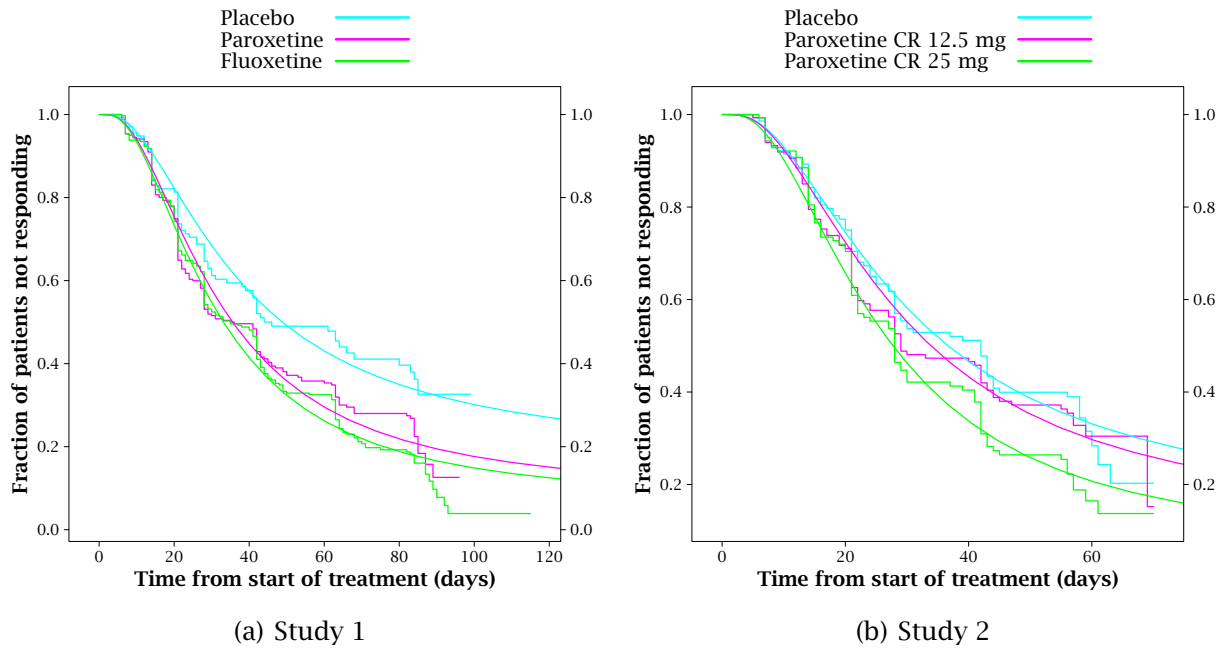 Placebo
Paroxetine
Fluoxetine
1.0
0.8
0.6
0.4
0.2
0.0
1.0
0.8
0.6
0.4
0.2
0.0
Fraction of patients not responding
0 20 40 60 80 100 120
Time from start of treatment (days)
(a) Study 1
Placebo
Paroxetine CR 12.5 mg
Paroxetine CR 25 mg
1.0
0.8
0.6
0.4
0.2
1.0
0.8
0.6
0.4
0.2
Fraction of patients not responding
0 20 40 60
Time from start of treatment (days)
(b) Study 2